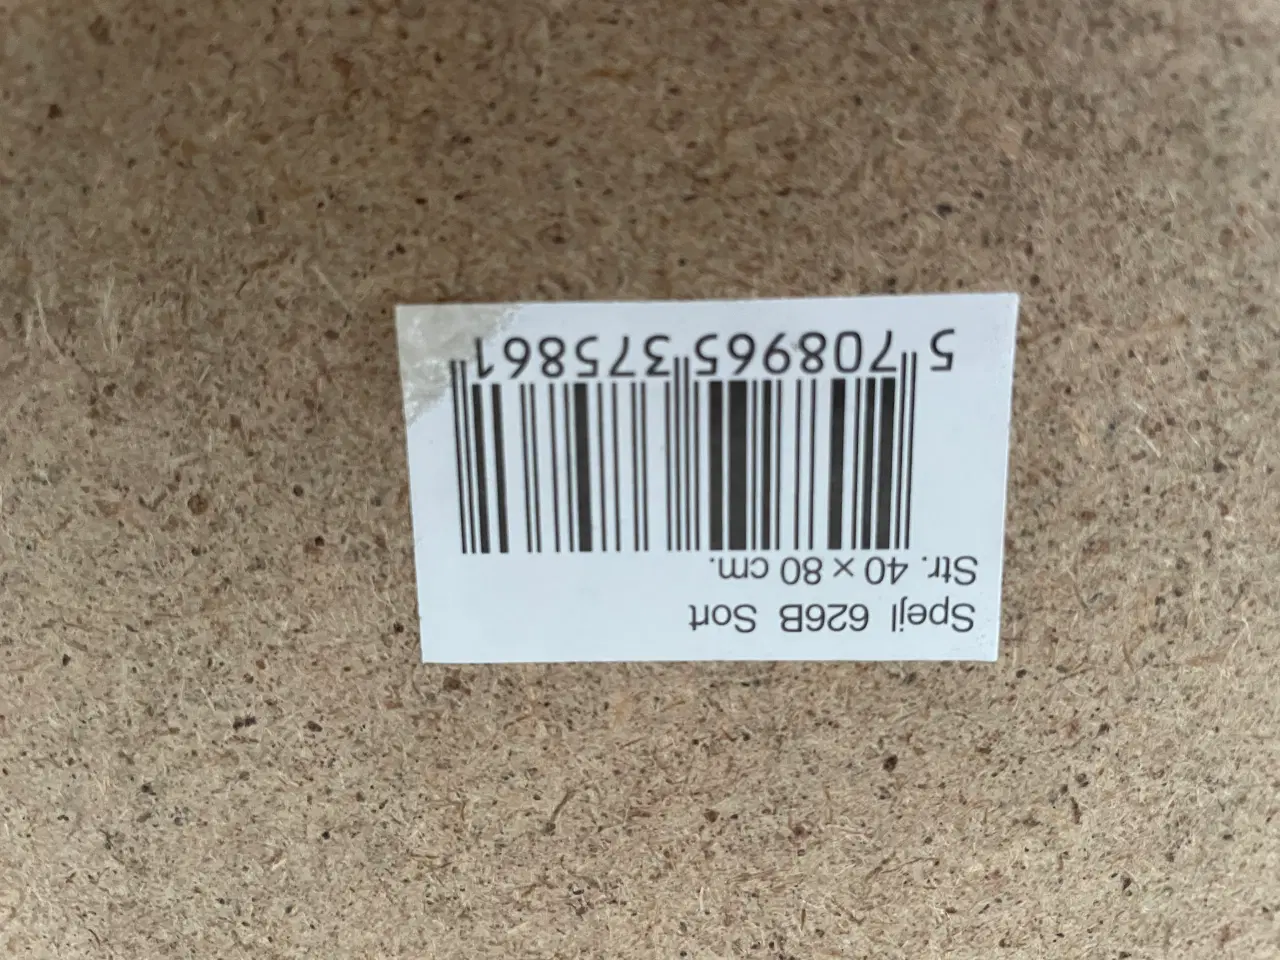 Spejl 626B Sort
Str. 40 x 80 cm.
5 708965 375861